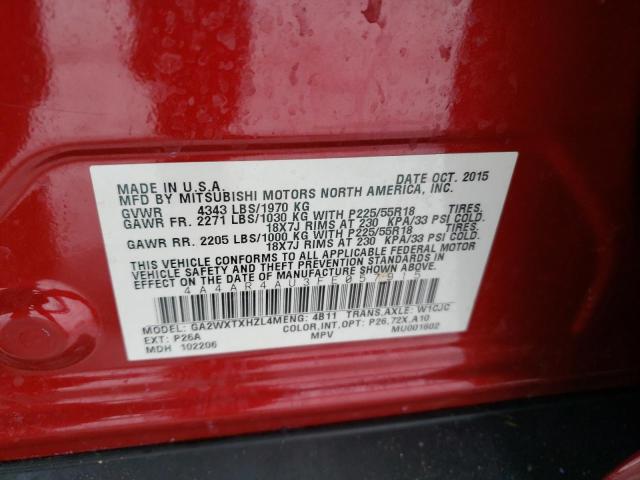 MADE IN U.S.A. DATE OCT. 2015
MFD BY MITSUBISHI MOTORS NORTH AMERICA, INC.
GVWR 4343 LBS/1970 KG
GAWR FR. 2271 LBS/1030 KG WITH P225/55R18 TIRES,
18X7J RIMS AT 230 KPA/33 PSI COLD
GAWR RR. 2205 LBS/1000 KG WITH P225/55R18 TIRES,
18X7J RIMS AT 230 KPA/33 PSI COLD
THIS VEHICLE CONFORMS TO ALL APPLICABLE FEDERAL MOTOR
VEHICLE SAFETY AND THEFT PREVENTION STANDARDS IN
EFFECT ON THE DATE OF MANUFACTURE SHOWN ABOVE.
4A4AR4AU3FE057915
MODEL: GA2WXTXHZL4M ENG: 4B11 TRANS,AXLE: W1CJC
EXT: P26A COLOR,INT,OPT: P26,72X,A10
MDH 102206 MPV MU001602